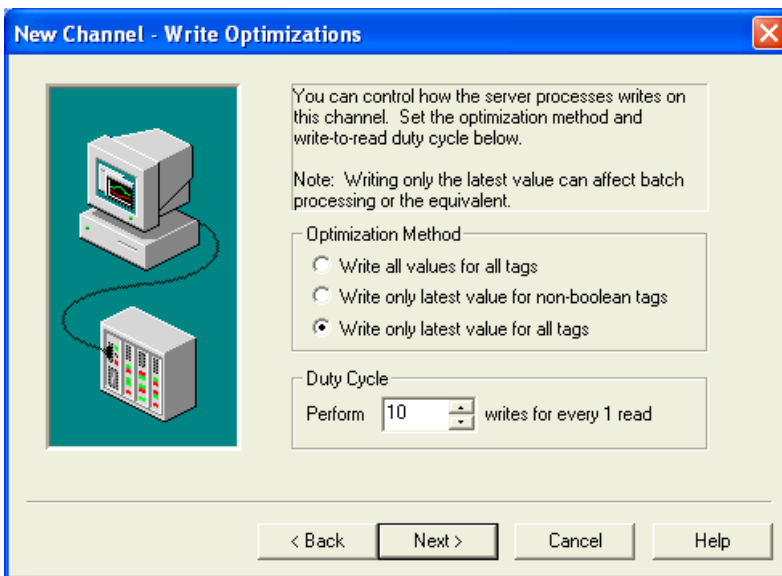 New Channel - Write Optimizations
You can control how the server processes writes on
this channel.  Set the optimization method and
write-to-read duty cycle below.
Note:  Writing only the latest value can affect batch
processing or the equivalent.
Optimization Method
Write all values for all tags
Write only latest value for non-boolean tags
Write only latest value for all tags
Duty Cycle
Perform 10 writes for every 1 read
< Back Next > Cancel Help